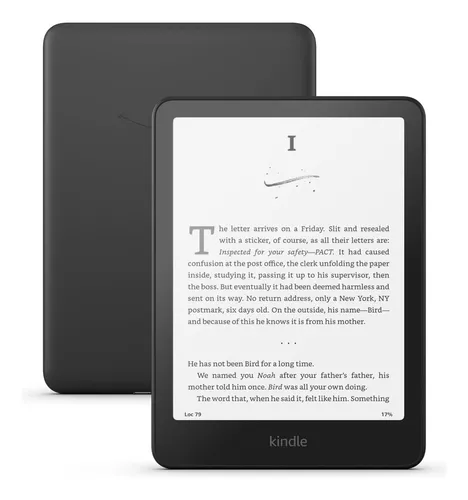 I
The letter arrives on a Friday. Slit and resealed
with a sticker, of course, as all their letters are:
Inspected for your safety—PACT. It had caused
confusion at the post office, the clerk unfolding the paper
inside, studying it, passing it up to his supervisor, then
the boss. But eventually it had been deemed harmless and
sent on its way. No return address, only a New York, NY
postmark, six days old. On the outside, his name—Bird—
and because of this he knows it is from his mother.
...
He has not been Bird for a long time.
We named you Noah after your father's father, his
mother told him once. Bird was all your own doing.
The word that, when he said it, felt like him. Something
Loc 79 17%
kindle